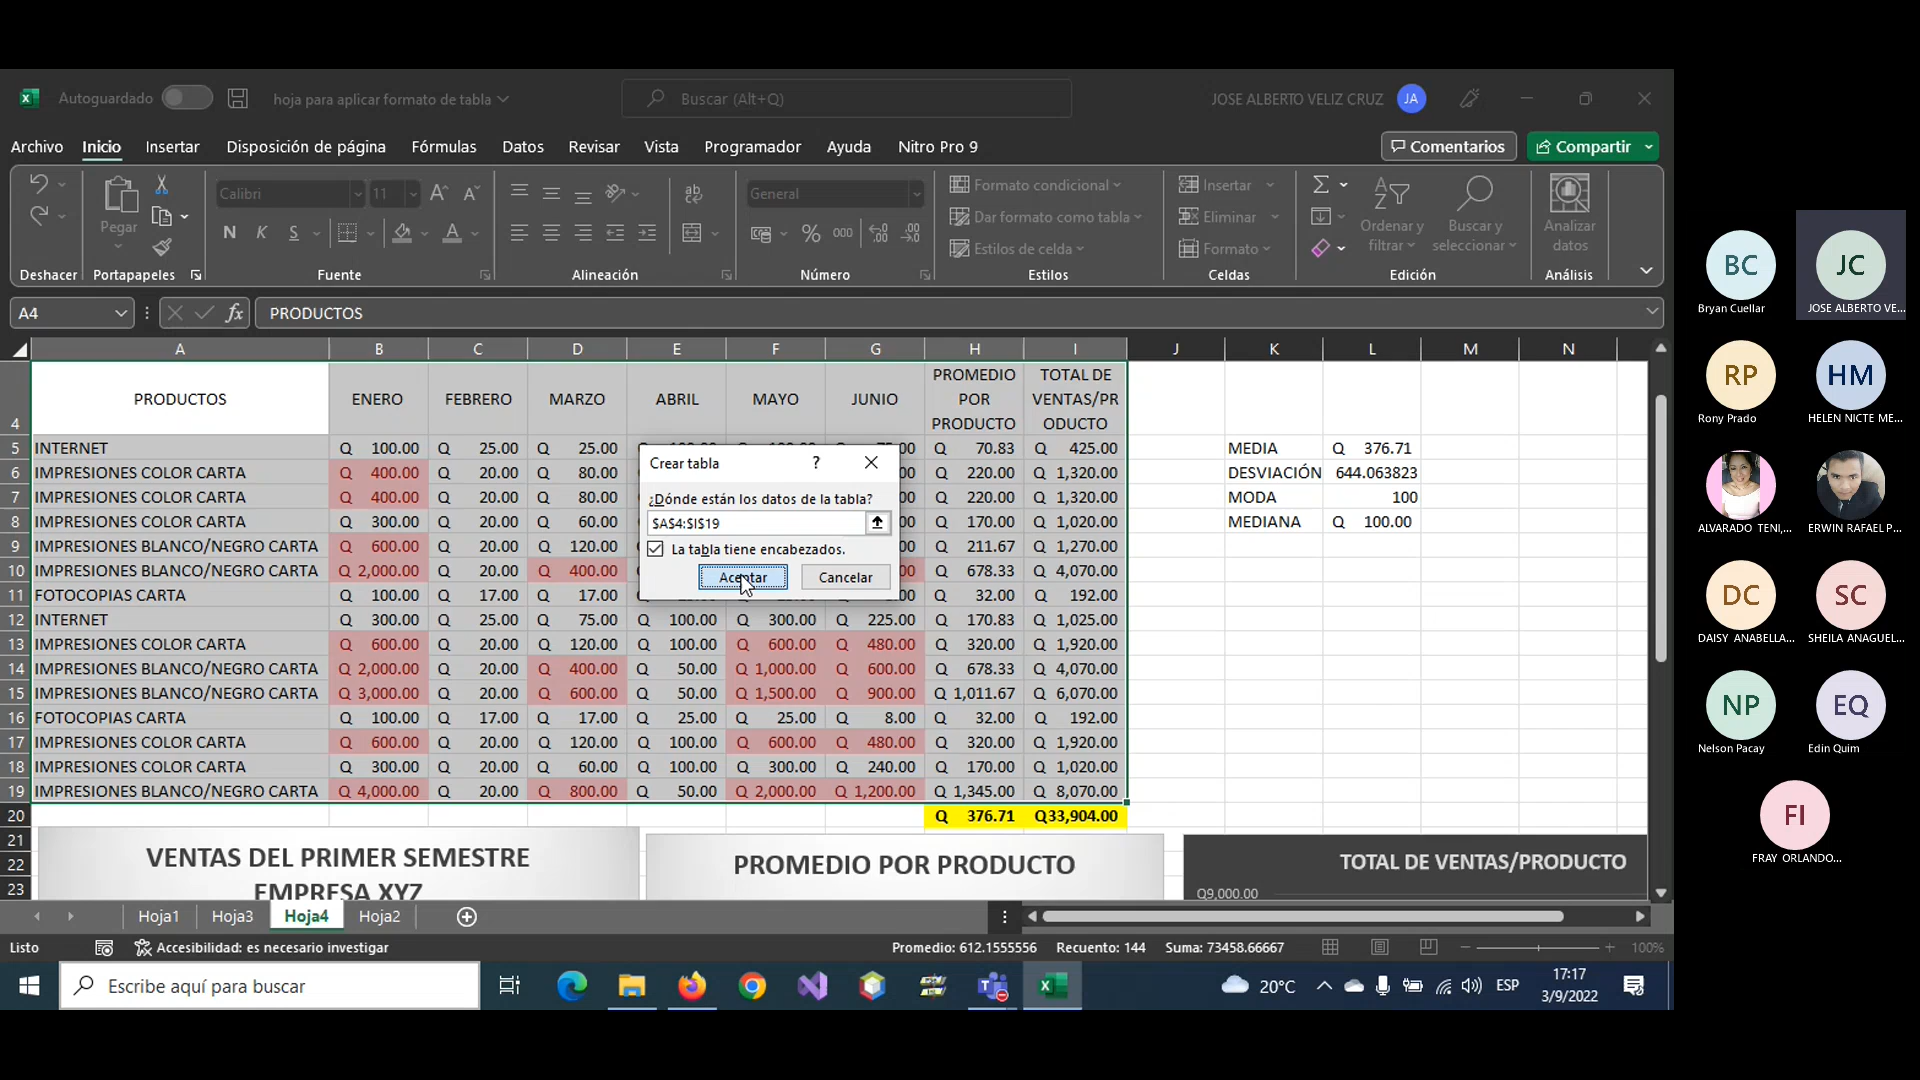 Autoguardado
hoja para aplicar formato de tabla
Buscar (Alt+Q)
JOSE ALBERTO VELIZ CRUZ
JA
Archivo Inicio Insertar Disposición de página Fórmulas Datos Revisar Vista Programador Ayuda Nitro Pro 9
Comentarios
Compartir
Pegar
Calibri 11
N K S
General
% 000
Formato condicional
Dar formato como tabla
Estilos de celda
Insertar
Eliminar
Formato
Ordenar y filtrar
Buscar y seleccionar
Analizar datos
Deshacer Portapapeles Fuente Alineación Número Estilos Celdas Edición Análisis
A4 fx PRODUCTOS
A B C D E F G H I J K L M N
4 PRODUCTOS ENERO FEBRERO MARZO ABRIL MAYO JUNIO PROMEDIO POR PRODUCTO TOTAL DE VENTAS/PRODUCTO
5 INTERNET Q 100.00 Q 25.00 Q 25.00 Q 70.83 Q 425.00 MEDIA Q 376.71
6 IMPRESIONES COLOR CARTA Q 400.00 Q 20.00 Q 80.00 Q 220.00 Q 1,320.00 DESVIACIÓN 644.063823
7 IMPRESIONES COLOR CARTA Q 400.00 Q 20.00 Q 80.00 Q 220.00 Q 1,320.00 MODA 100
8 IMPRESIONES COLOR CARTA Q 300.00 Q 20.00 Q 60.00 Q 170.00 Q 1,020.00 MEDIANA Q 100.00
9 IMPRESIONES BLANCO/NEGRO CARTA Q 600.00 Q 20.00 Q 120.00 Q 211.67 Q 1,270.00
10 IMPRESIONES BLANCO/NEGRO CARTA Q 2,000.00 Q 20.00 Q 400.00 Q 678.33 Q 4,070.00
11 FOTOCOPIAS CARTA Q 100.00 Q 17.00 Q 17.00 Q 32.00 Q 192.00
12 INTERNET Q 300.00 Q 25.00 Q 75.00 Q 100.00 Q 300.00 Q 225.00 Q 170.83 Q 1,025.00
13 IMPRESIONES COLOR CARTA Q 600.00 Q 20.00 Q 120.00 Q 100.00 Q 600.00 Q 480.00 Q 320.00 Q 1,920.00
14 IMPRESIONES BLANCO/NEGRO CARTA Q 2,000.00 Q 20.00 Q 400.00 Q 50.00 Q 1,000.00 Q 600.00 Q 678.33 Q 4,070.00
15 IMPRESIONES BLANCO/NEGRO CARTA Q 3,000.00 Q 20.00 Q 600.00 Q 50.00 Q 1,500.00 Q 900.00 Q 1,011.67 Q 6,070.00
16 FOTOCOPIAS CARTA Q 100.00 Q 17.00 Q 17.00 Q 25.00 Q 25.00 Q 8.00 Q 32.00 Q 192.00
17 IMPRESIONES COLOR CARTA Q 600.00 Q 20.00 Q 120.00 Q 100.00 Q 600.00 Q 480.00 Q 320.00 Q 1,920.00
18 IMPRESIONES COLOR CARTA Q 300.00 Q 20.00 Q 60.00 Q 100.00 Q 300.00 Q 240.00 Q 170.00 Q 1,020.00
19 IMPRESIONES BLANCO/NEGRO CARTA Q 4,000.00 Q 20.00 Q 800.00 Q 50.00 Q 2,000.00 Q 1,200.00 Q 1,345.00 Q 8,070.00
20 Q 376.71 Q33,904.00
21
22
23
Crear tabla ?
¿Dónde están los datos de la tabla?
$A$4:$I$19
La tabla tiene encabezados.
Aceptar Cancelar
VENTAS DEL PRIMER SEMESTRE
EMPRESA XYZ
PROMEDIO POR PRODUCTO
TOTAL DE VENTAS/PRODUCTO
Q9,000.00
Hoja1 Hoja3 Hoja4 Hoja2
Listo
Accesibilidad: es necesario investigar
Promedio: 612.1555556 Recuento: 144 Suma: 73458.66667
100%
Escribe aquí para buscar
20°C
ESP
17:17
3/9/2022
BC
Bryan Cuellar
JC
JOSE ALBERTO VE...
RP
Rony Prado
HM
HELEN NICTE ME...
ALVARADO TENI,...
ERWIN RAFAEL P...
DC
DAISY ANABELLA...
SC
SHEILA ANAGUEL...
NP
Nelson Pacay
EQ
Edin Quim
FI
FRAY ORLANDO...